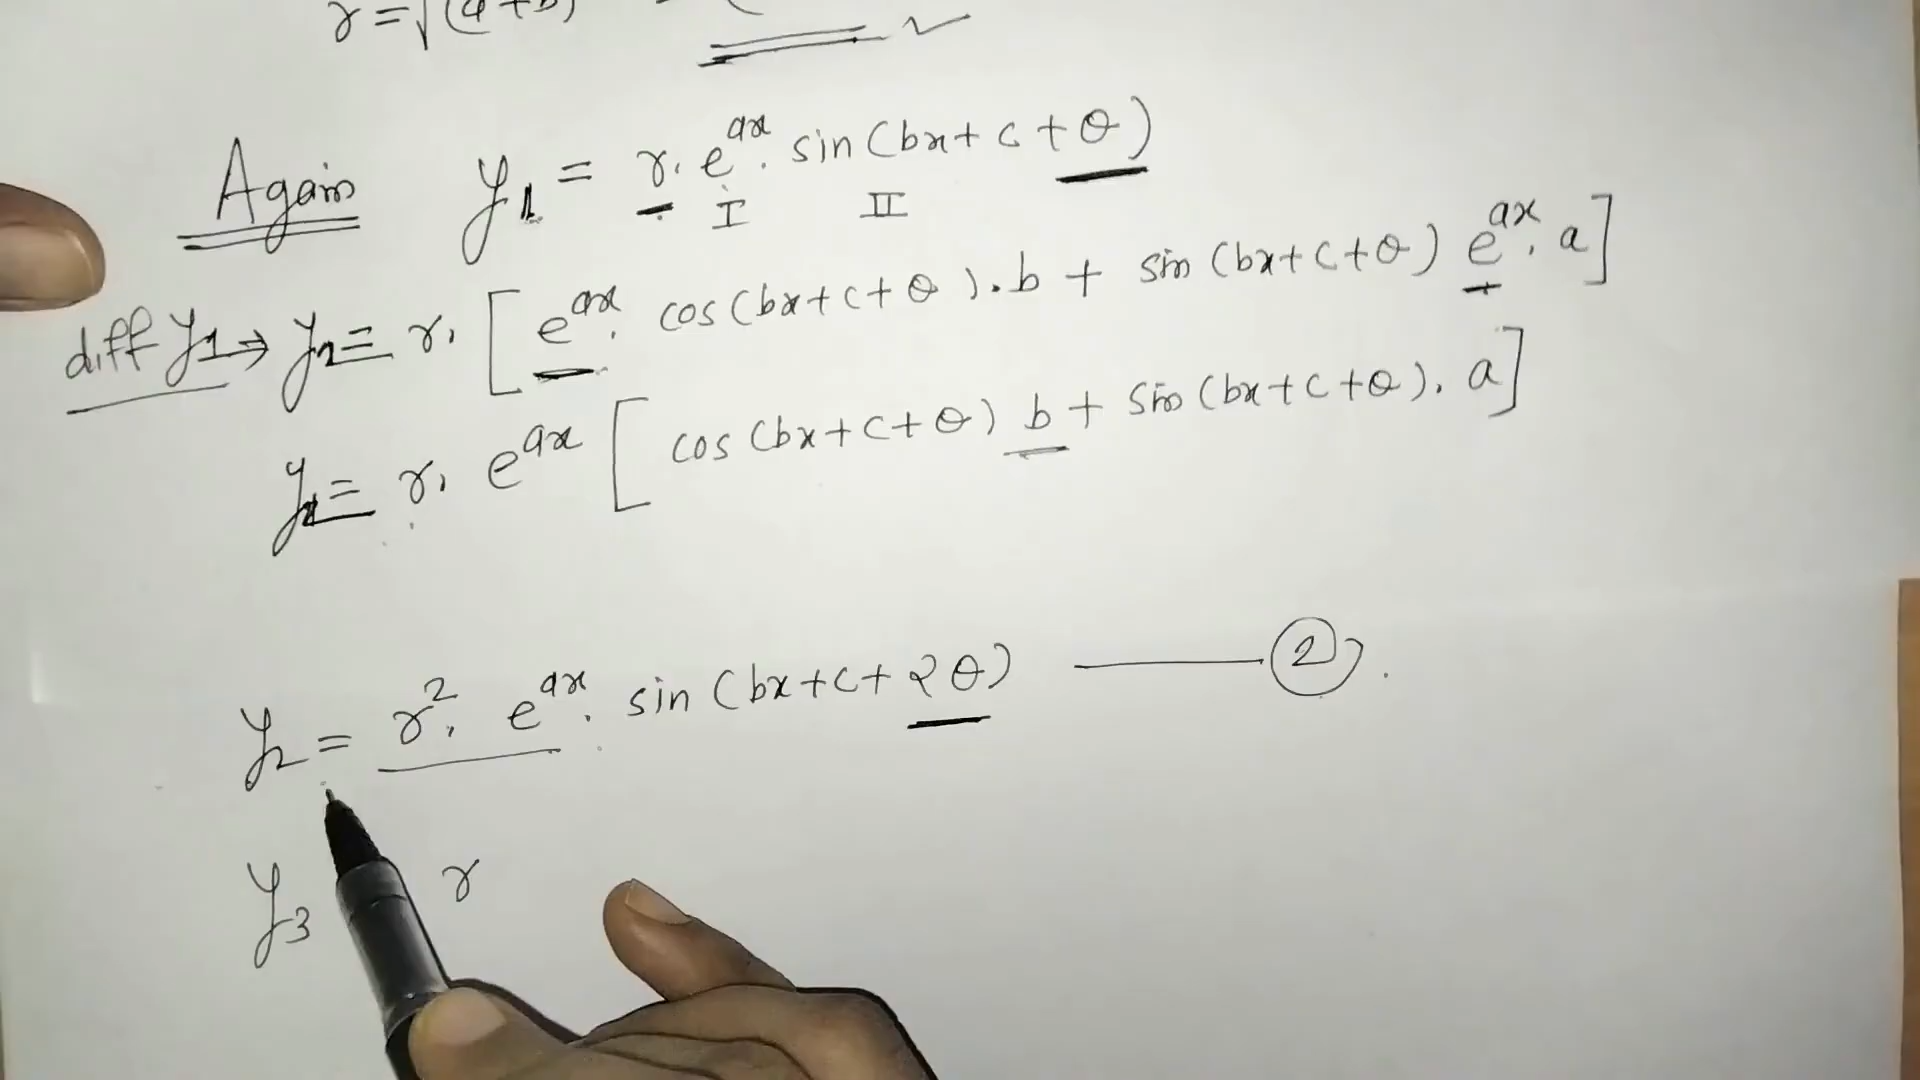 r = √(a + b)
Again y₁ = r. e^ax. sin (bx + c + θ)
I II
diff y₁ ⇒ y₂ = r. [e^ax. cos (bx + c + θ). b + sin (bx + c + θ) e^ax. a]
y₂ = r. e^ax [cos (bx + c + θ) b + sin (bx + c + θ). a]
y₂ = r². e^ax. sin (bx + c + 2θ) —— ②
y₃ r